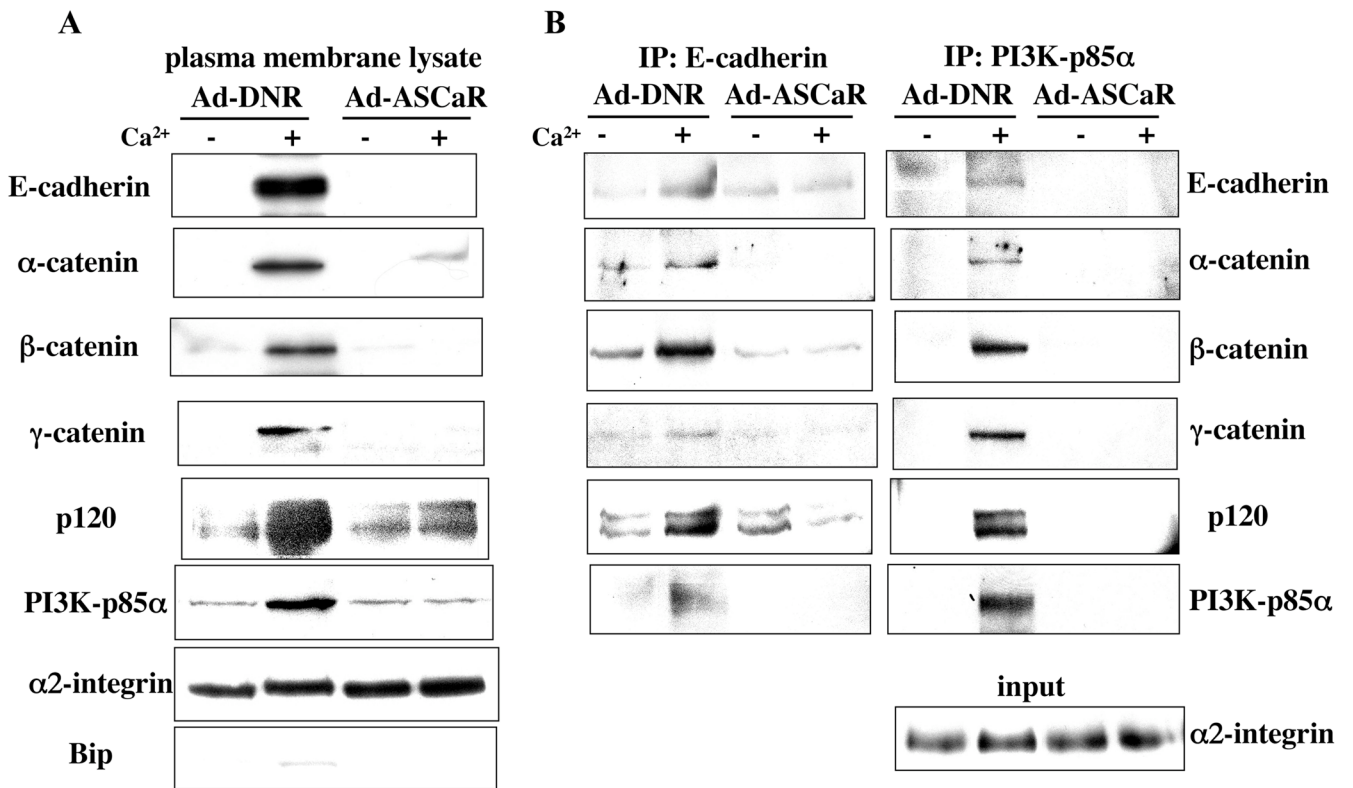 A
plasma membrane lysate
Ad-DNR Ad-ASCaR
Ca²⁺ - + - +
E-cadherin
α-catenin
β-catenin
γ-catenin
p120
PI3K-p85α
α2-integrin
Bip
B
IP: E-cadherin IP: PI3K-p85α
Ad-DNR Ad-ASCaR Ad-DNR Ad-ASCaR
Ca²⁺ - + - + - + - +
E-cadherin
α-catenin
β-catenin
γ-catenin
p120
PI3K-p85α
input
α2-integrin